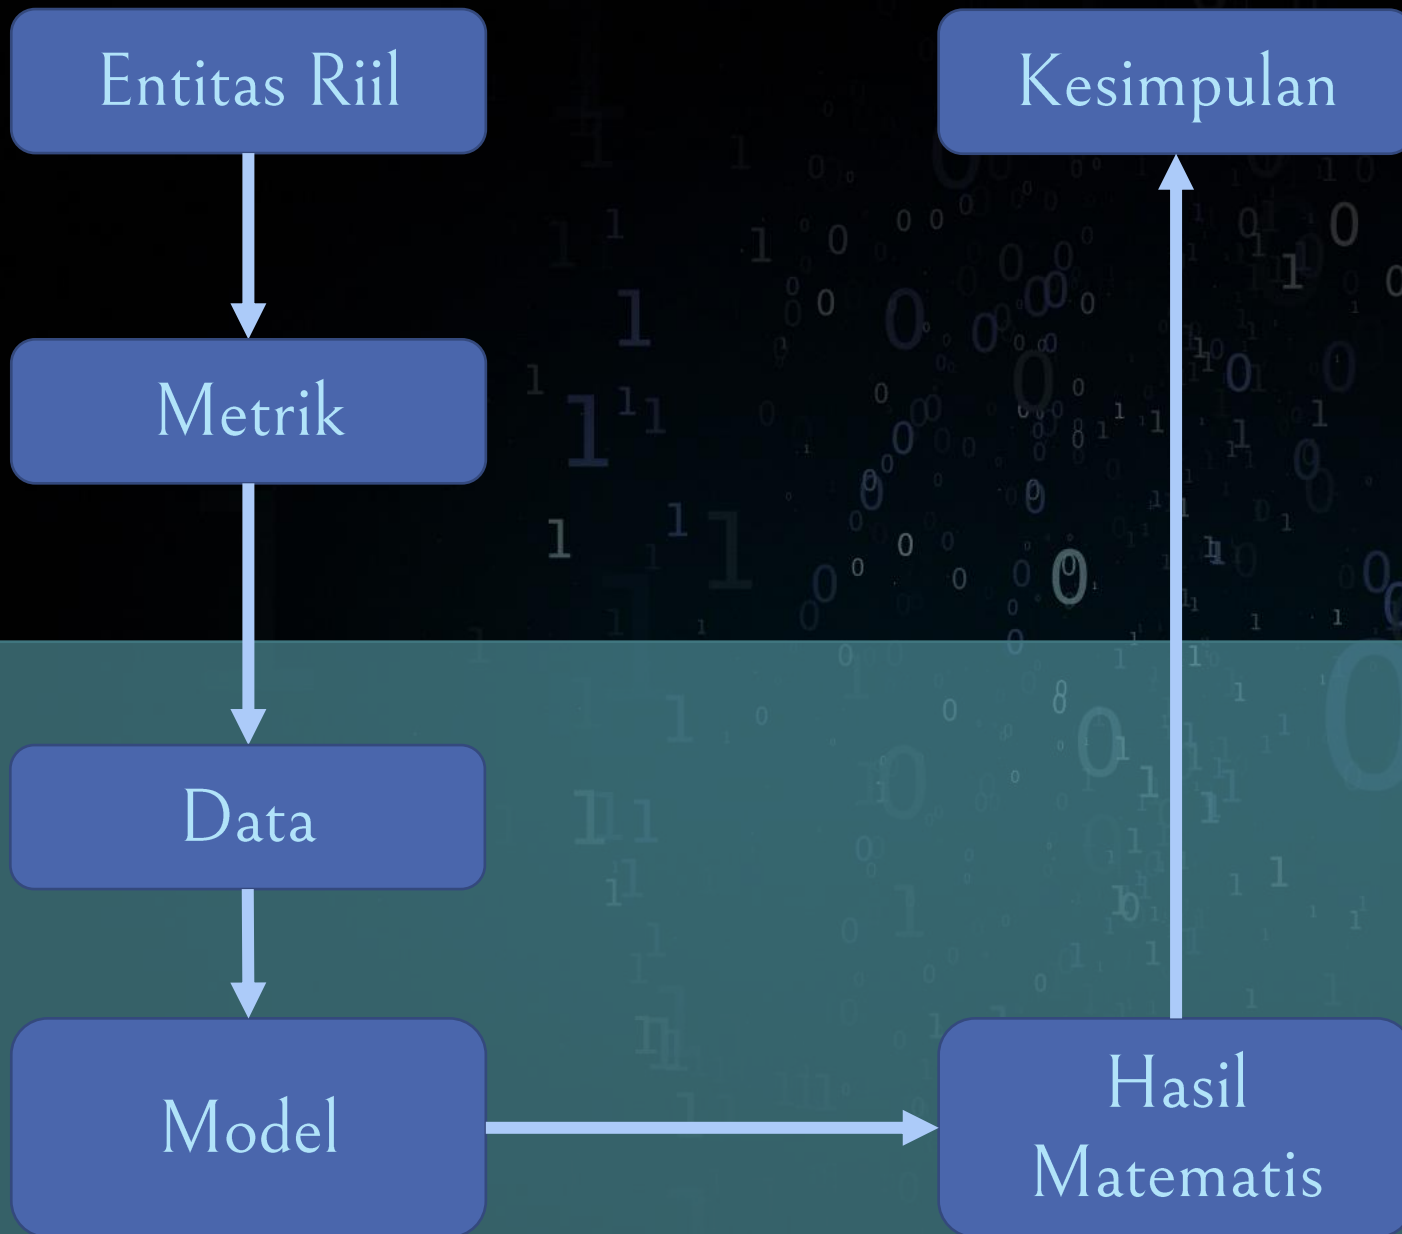 Entitas Riil
Kesimpulan
Metrik
Data
Model
Hasil
Matematis